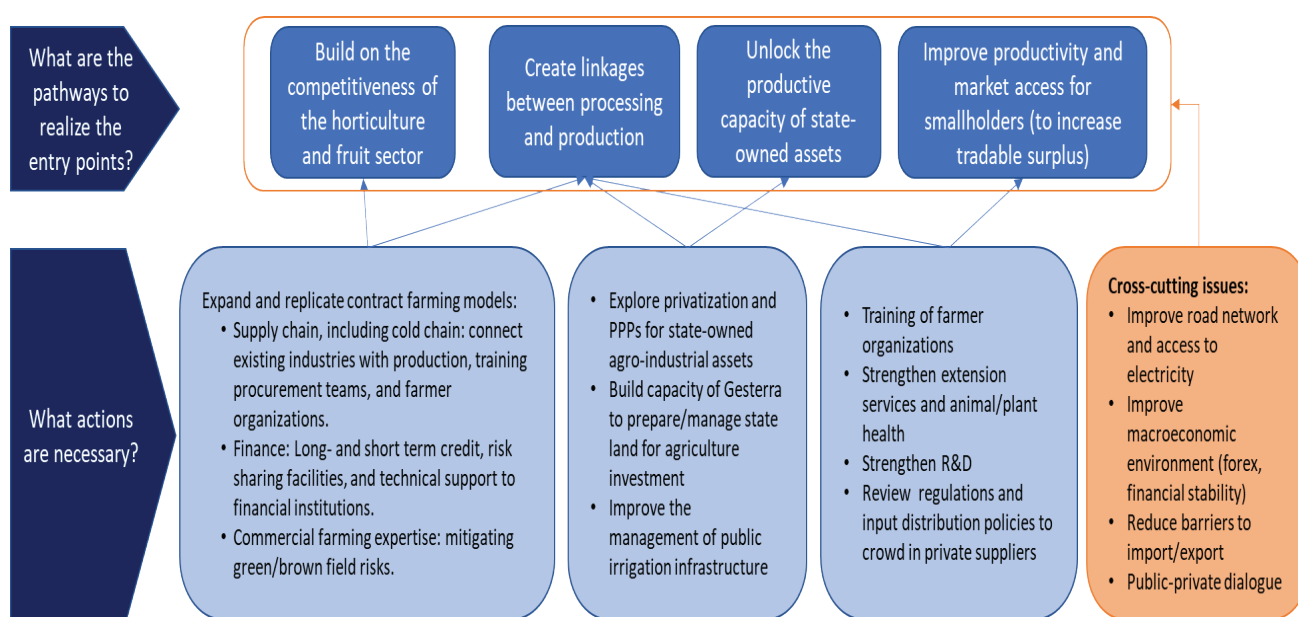 What are the
pathways to
realize the
entry points?
Build on the
competitiveness of
the horticulture
and fruit sector
Create linkages
between processing
and production
Unlock the
productive
capacity of state-
owned assets
Improve productivity and
market access for
smallholders (to increase
tradable surplus)
What actions
are necessary?
Expand and replicate contract farming models:
• Supply chain, including cold chain: connect
existing industries with production, training
procurement teams, and farmer
organizations.
• Finance: Long- and short term credit, risk
sharing facilities, and technical support to
financial institutions.
• Commercial farming expertise: mitigating
green/brown field risks.
• Explore privatization and
PPPs for state-owned
agro-industrial assets
• Build capacity of Gesterra
to prepare/manage state
land for agriculture
investment
• Improve the
management of public
irrigation infrastructure
• Training of farmer
organizations
• Strengthen extension
services and animal/plant
health
• Strengthen R&D
• Review regulations and
input distribution policies to
crowd in private suppliers
Cross-cutting issues:
• Improve road network
and access to
electricity
• Improve
macroeconomic
environment (forex,
financial stability)
• Reduce barriers to
import/export
• Public-private dialogue